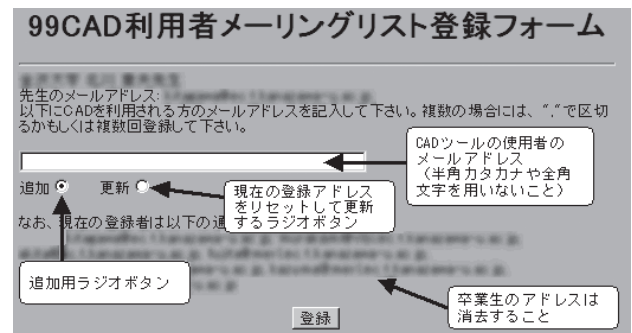 99CAD利用者メーリングリスト登録フォーム
先生のメールアドレス:
以下にCADを利用される方のメールアドレスを記入して下さい。複数の場合には、","で区切
るかもしくは複数回登録して下さい。
CADツールの使用者の
メールアドレス
(半角カタカナや全角
文字を用いないこと)
追加 更新
現在の登録アドレス
をリセットして更新
するラジオボタン
なお、現在の登録者は以下の通
追加用ラジオボタン
卒業生のアドレスは
消去すること
登録